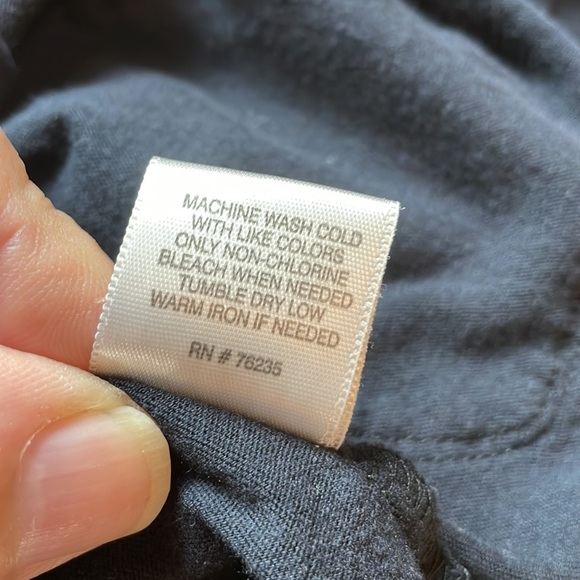 MACHINE WASH COLD
WITH LIKE COLORS
ONLY NON-CHLORINE
BLEACH WHEN NEEDED
TUMBLE DRY LOW
WARM IRON IF NEEDED
RN # 76235